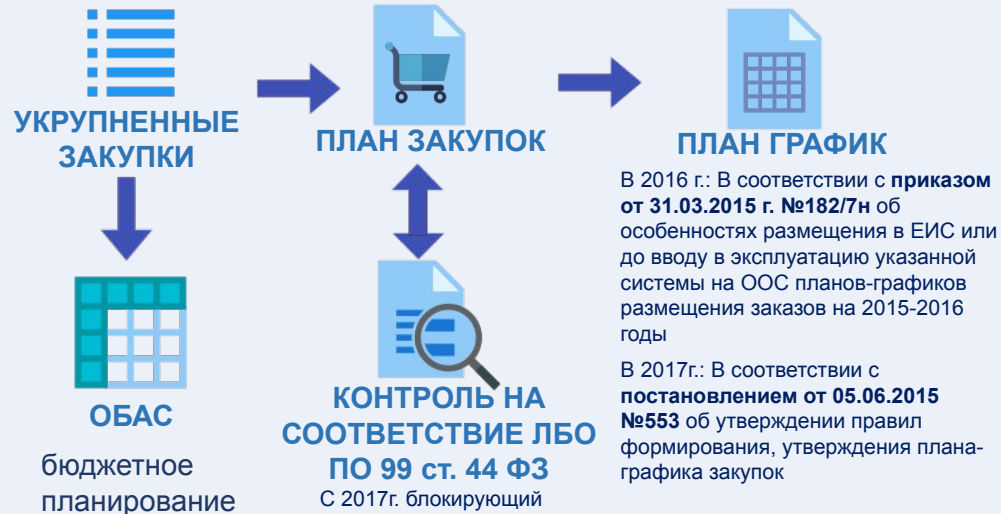 УКРУПНЕННЫЕ
ЗАКУПКИ
ПЛАН ЗАКУПОК
ПЛАН ГРАФИК
В 2016 г.: В соответствии с приказом
от 31.03.2015 г. №182/7н об
особенностях размещения в ЕИС или
до вводу в эксплуатацию указанной
системы на ООС планов-графиков
размещения заказов на 2015-2016
годы
В 2017г.: В соответствии с
постановлением от 05.06.2015
№553 об утверждении правил
формирования, утверждения плана-
графика закупок
ОБАС
бюджетное
планирование
КОНТРОЛЬ НА
СООТВЕТСТВИЕ ЛБО
ПО 99 ст. 44 ФЗ
С 2017г. блокирующий